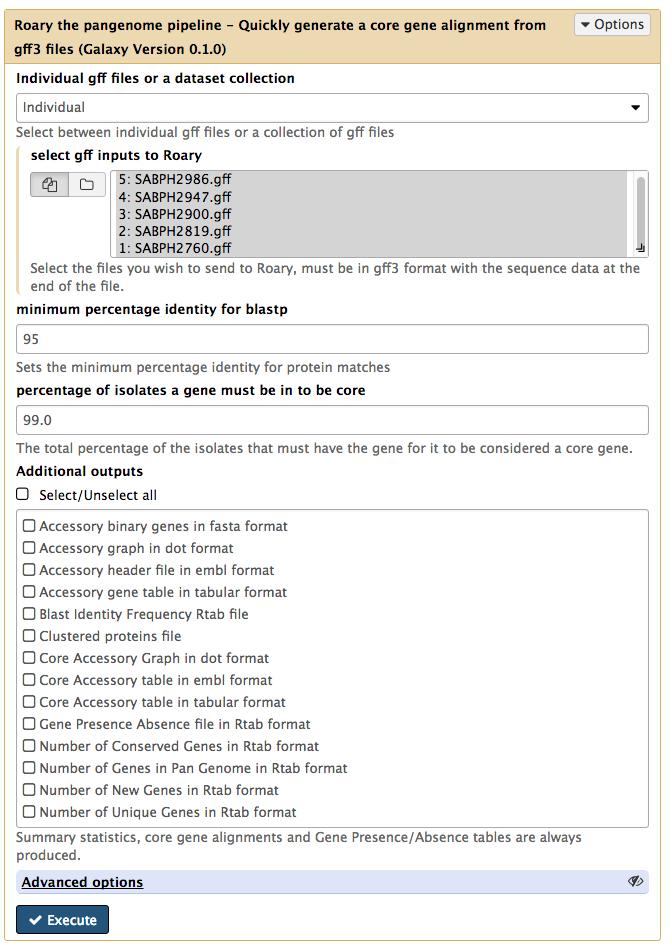 Roary the pangenome pipeline – Quickly generate a core gene alignment from
gff3 files (Galaxy Version 0.1.0)
Options
Individual gff files or a dataset collection
Individual
Select between individual gff files or a collection of gff files
select gff inputs to Roary
5: SABPH2986.gff
4: SABPH2947.gff
3: SABPH2900.gff
2: SABPH2819.gff
1: SABPH2760.gff
Select the files you wish to send to Roary, must be in gff3 format with the sequence data at the
end of the file.
minimum percentage identity for blastp
95
Sets the minimum percentage identity for protein matches
percentage of isolates a gene must be in to be core
99.0
The total percentage of the isolates that must have the gene for it to be considered a core gene.
Additional outputs
Select/Unselect all
Accessory binary genes in fasta format
Accessory graph in dot format
Accessory header file in embl format
Accessory gene table in tabular format
Blast Identity Frequency Rtab file
Clustered proteins file
Core Accessory Graph in dot format
Core Accessory table in embl format
Core Accessory table in tabular format
Gene Presence Absence file in Rtab format
Number of Conserved Genes in Rtab format
Number of Genes in Pan Genome in Rtab format
Number of New Genes in Rtab format
Number of Unique Genes in Rtab format
Summary statistics, core gene alignments and Gene Presence/Absence tables are always
produced.
Advanced options
Execute